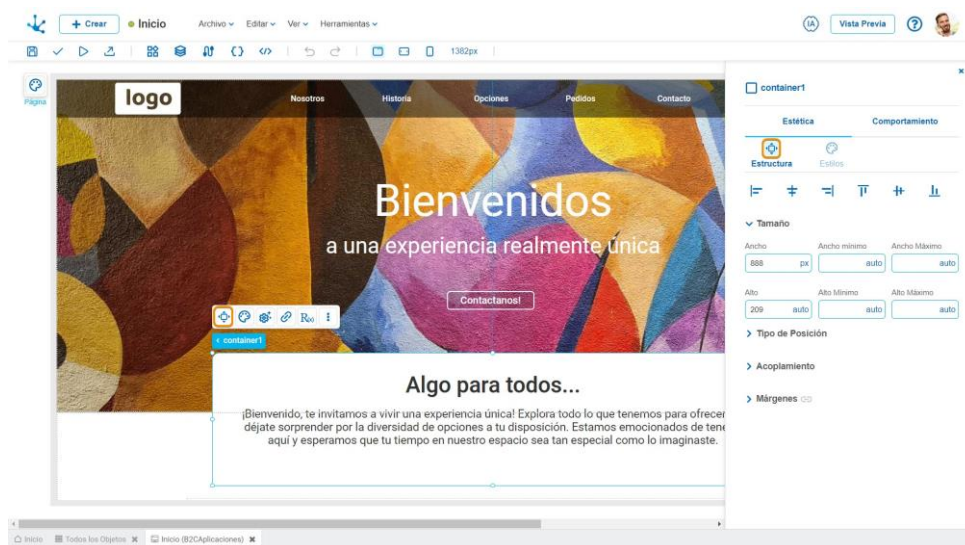 + Crear
Inicio
Archivo
Editar
Ver
Herramientas
IA
Vista Previa
?
1382px
Página
logo
Nosotros
Historia
Opciones
Pedidos
Contacto
Bienvenidos
a una experiencia realmente única
Contactanos!
R(x)
container1
Algo para todos...
¡Bienvenido, te invitamos a vivir una experiencia única! Explora todo lo que tenemos para ofrecer
déjate sorprender por la diversidad de opciones a tu disposición. Estamos emocionados de tene
aquí y esperamos que tu tiempo en nuestro espacio sea tan especial como lo imaginaste.
container1
Estética
Comportamiento
Estructura
Estilos
Tamaño
Ancho
Ancho mínimo
Ancho Máximo
888 px
auto
auto
Alto
Alto Mínimo
Alto Máximo
209 auto
auto
auto
Tipo de Posición
Acoplamiento
Márgenes
Inicio
Todos los Objetos
Inicio (B2CAplicaciones)